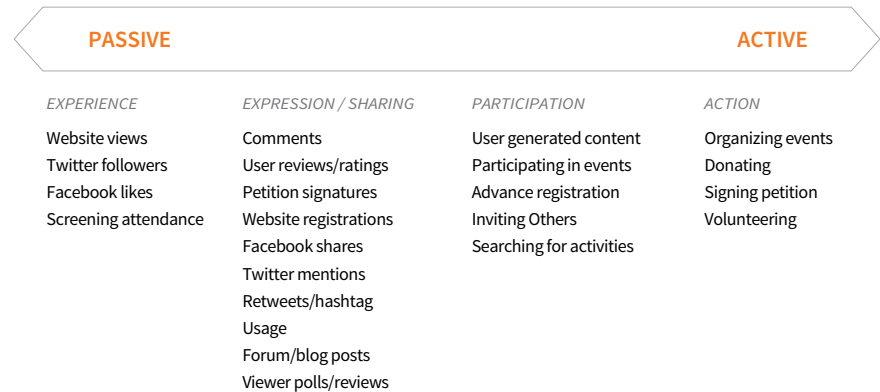 PASSIVE
ACTIVE
EXPERIENCE
Website views
Twitter followers
Facebook likes
Screening attendance
EXPRESSION / SHARING
Comments
User reviews/ratings
Petition signatures
Website registrations
Facebook shares
Twitter mentions
Retweets/hashtag
Usage
Forum/blog posts
Viewer polls/reviews
PARTICIPATION
User generated content
Participating in events
Advance registration
Inviting Others
Searching for activities
ACTION
Organizing events
Donating
Signing petition
Volunteering